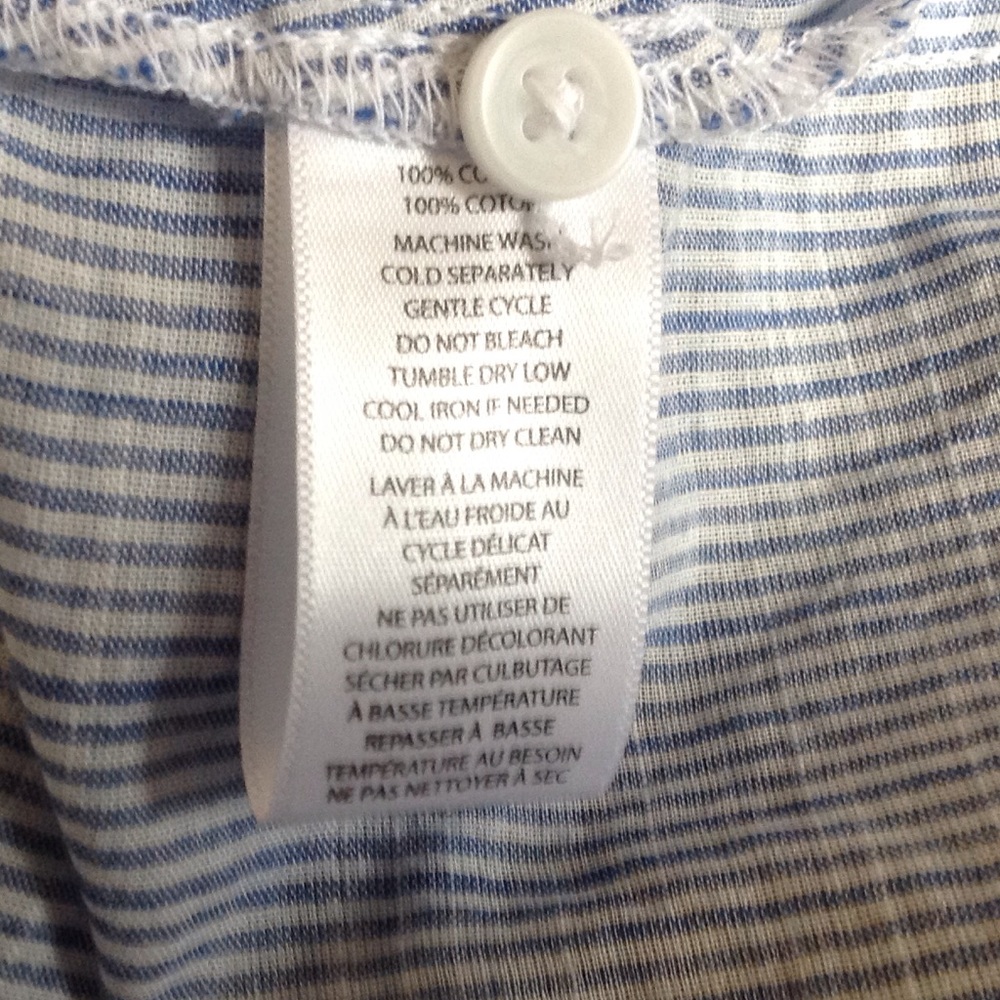 100%
100%
MACHINE
COLD SEPARATELY
GENTLE CYCLE
DO NOT BLEACH
TUMBLE DRY LOW
COOL IRON IF NEEDED
DO NOT DRY CLEAN
LAVER À LA MACHINE
À L'EAU FROIDE AU
CYCLE DÉLICAT
SÉPARÉMENT
NE PAS UTILISER DE
CHLORURE DÉCOLORANT
SÉCHER PAR CULBUTAGE
À BASSE TEMPÉRATURE
REPASSER À BASSE
TEMPÉRATURE AU BESOIN
NE PAS NETTOYER À SEC